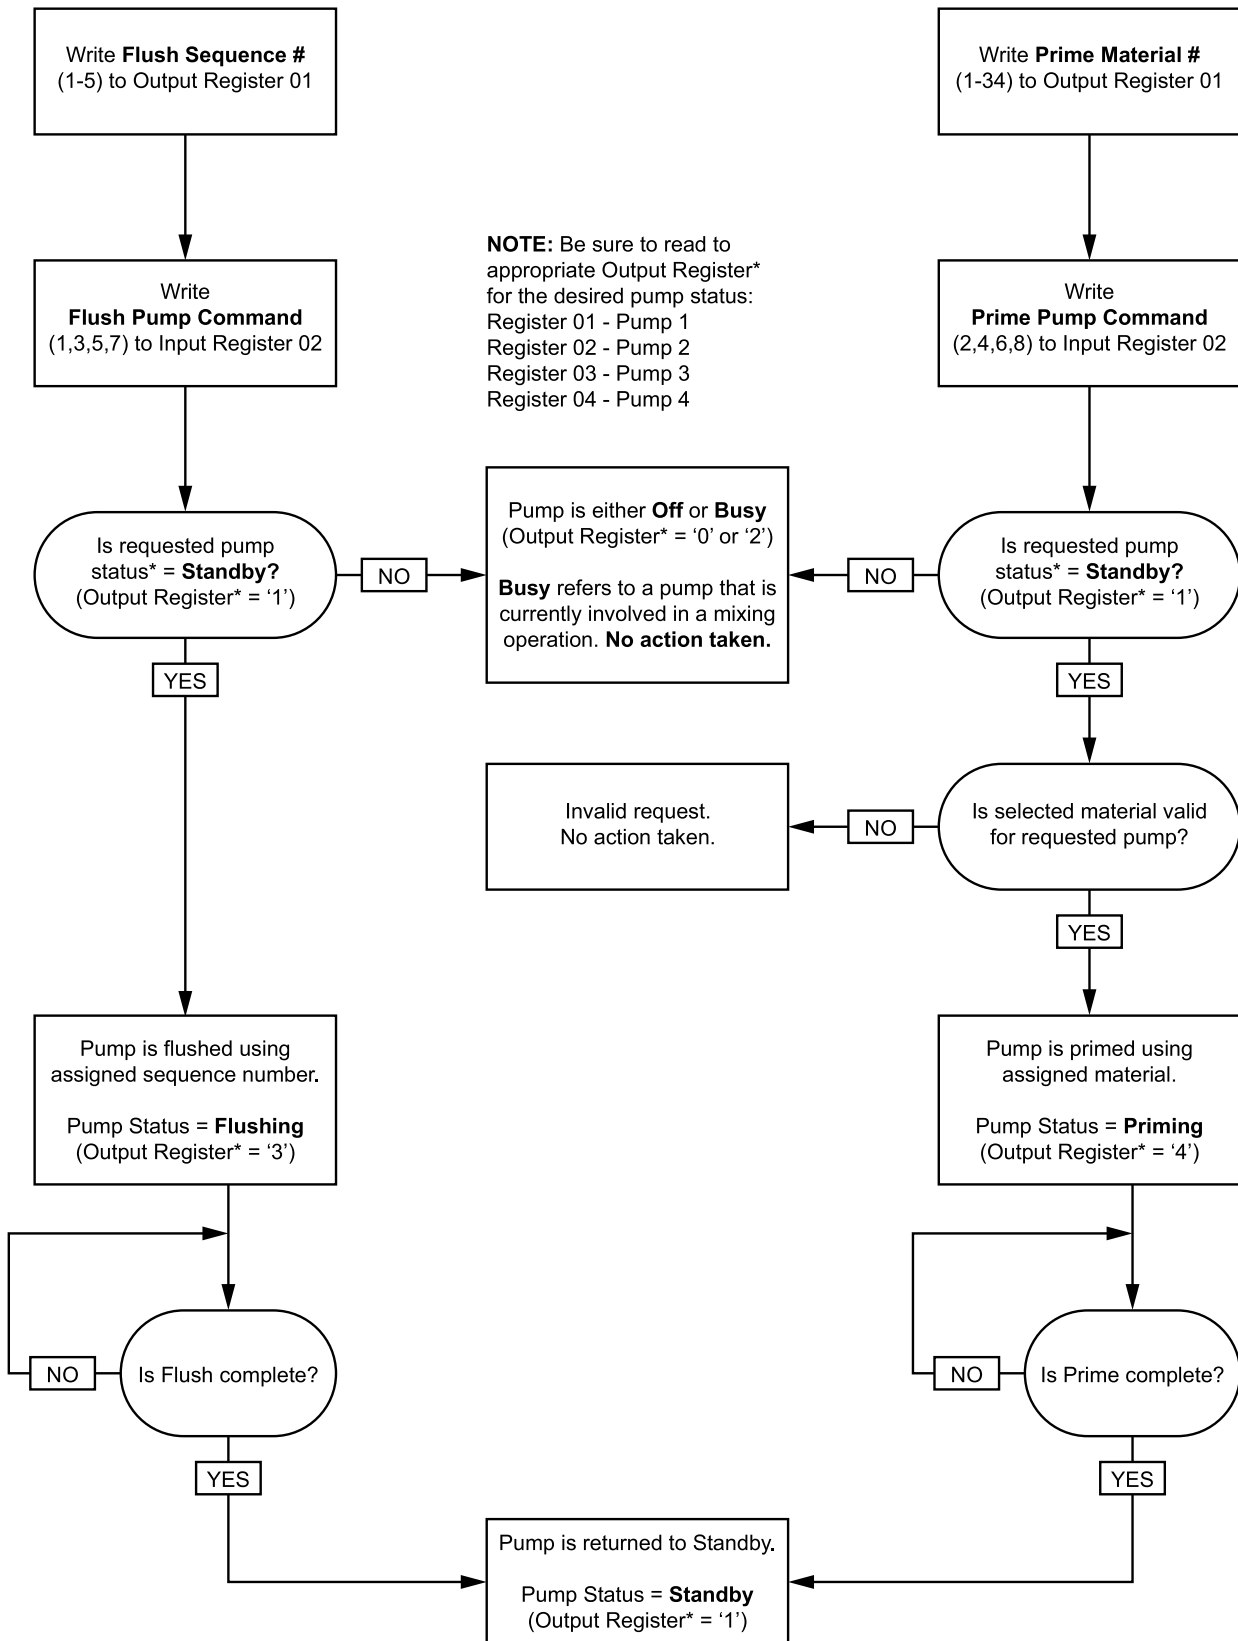 Write Flush Sequence #
(1-5) to Output Register 01
Write Prime Material #
(1-34) to Output Register 01
NOTE: Be sure to read to
appropriate Output Register*
for the desired pump status:
Register 01 - Pump 1
Register 02 - Pump 2
Register 03 - Pump 3
Register 04 - Pump 4
Write
Flush Pump Command
(1,3,5,7) to Input Register 02
Write
Prime Pump Command
(2,4,6,8) to Input Register 02
Is requested pump
status* = Standby?
(Output Register* = ‘1’)
NO
Pump is either Off or Busy
(Output Register* = ‘0’ or ‘2’)
Busy refers to a pump that is
currently involved in a mixing
operation. No action taken.
NO
Is requested pump
status* = Standby?
(Output Register* = ‘1’)
YES
YES
Invalid request.
No action taken.
NO
Is selected material valid
for requested pump?
YES
Pump is flushed using
assigned sequence number.
Pump Status = Flushing
(Output Register* = ‘3’)
Pump is primed using
assigned material.
Pump Status = Priming
(Output Register* = ‘4’)
NO
Is Flush complete?
NO
Is Prime complete?
YES
YES
Pump is returned to Standby.
Pump Status = Standby
(Output Register* = ‘1’)